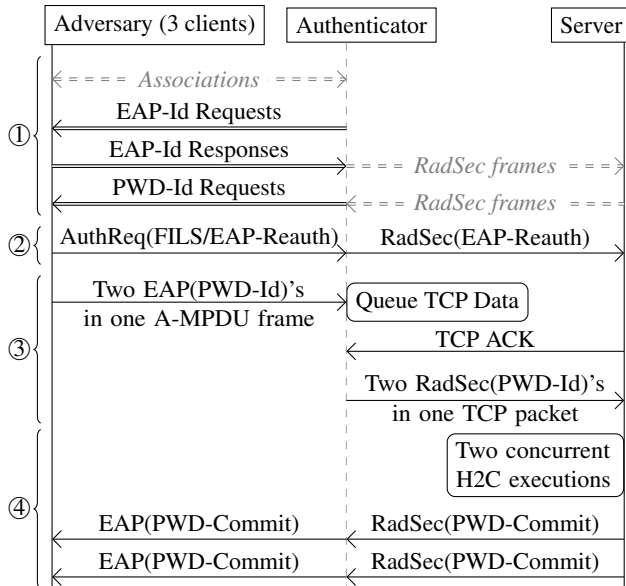 Adversary (3 clients) Authenticator Server
Associations
① EAP-Id Requests
EAP-Id Responses RadSec frames
PWD-Id Requests RadSec frames
② AuthReq(FILS/EAP-Reauth) RadSec(EAP-Reauth)
③ Two EAP(PWD-Id)'s
in one A-MPDU frame
Queue TCP Data
TCP ACK
Two RadSec(PWD-Id)'s
in one TCP packet
④ Two concurrent
H2C executions
EAP(PWD-Commit) RadSec(PWD-Commit)
EAP(PWD-Commit) RadSec(PWD-Commit)